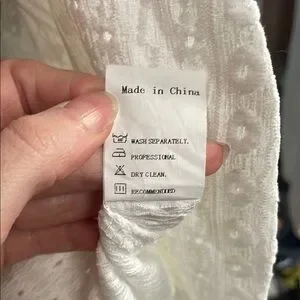 Made in China
WASH SEPARATELY.
PROFESSIONAL
DRY CLEAN.
RECOMMENDED